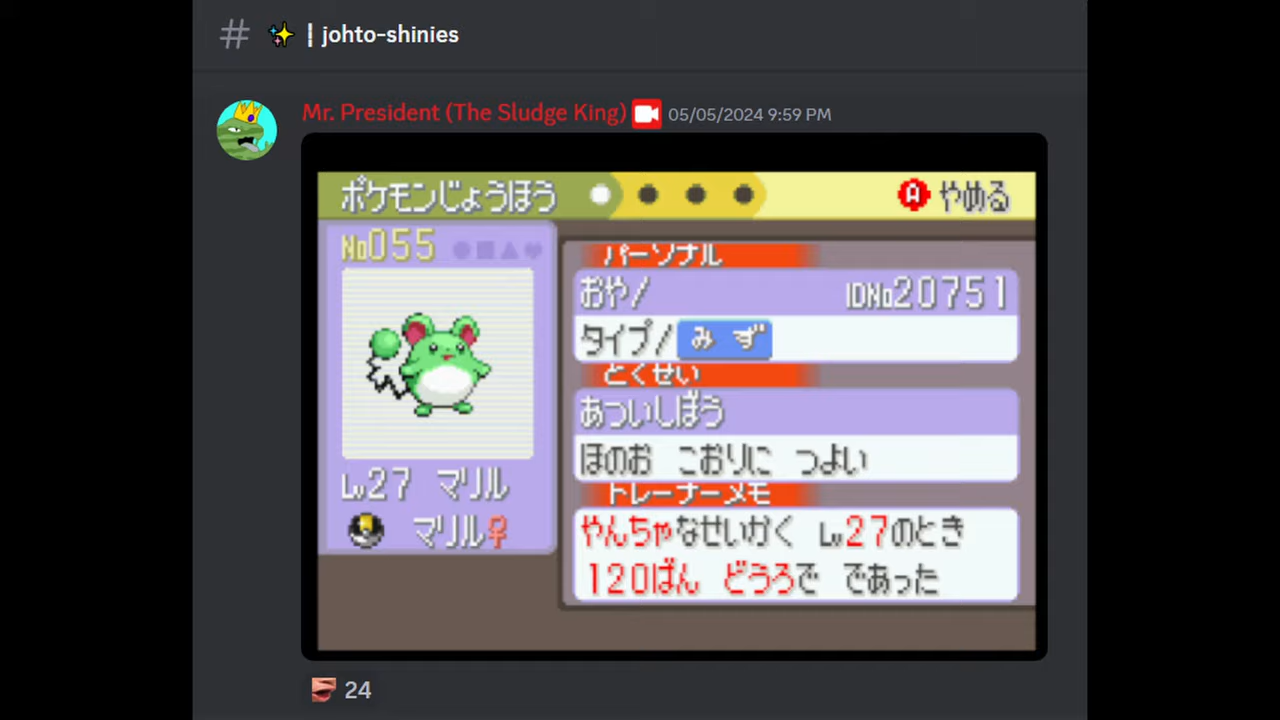 # ✨ | johto-shinies
Mr. President (The Sludge King) 05/05/2024 9:59 PM
ポケモンじょうほう
A やめる
No055
Lv27 マリル
マリル♀
パーソナル
おや/ IDNo20751
タイプ/ みず
とくせい
あついしぼう
ほのお こおりに つよい
トレーナーメモ
やんちゃなせいかく Lv27のとき
120ばん どうろで であった
24